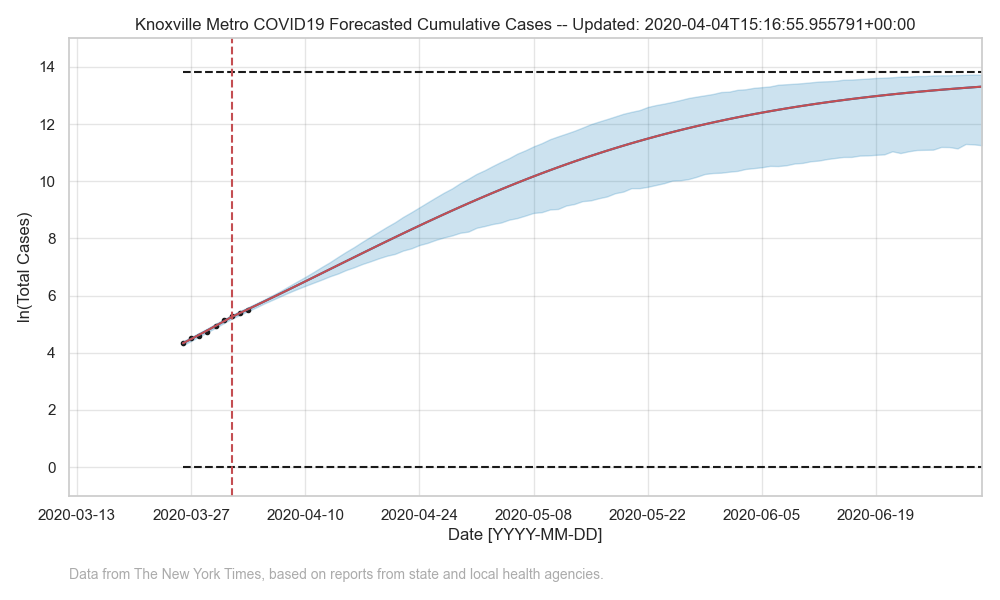 Knoxville Metro COVID19 Forecasted Cumulative Cases -- Updated: 2020-04-04T15:16:55.955791+00:00
ln(Total Cases)
14
12
10
8
6
4
2
0
2020-03-13 2020-03-27 2020-04-10 2020-04-24 2020-05-08 2020-05-22 2020-06-05 2020-06-19
Date [YYYY-MM-DD]
Data from The New York Times, based on reports from state and local health agencies.